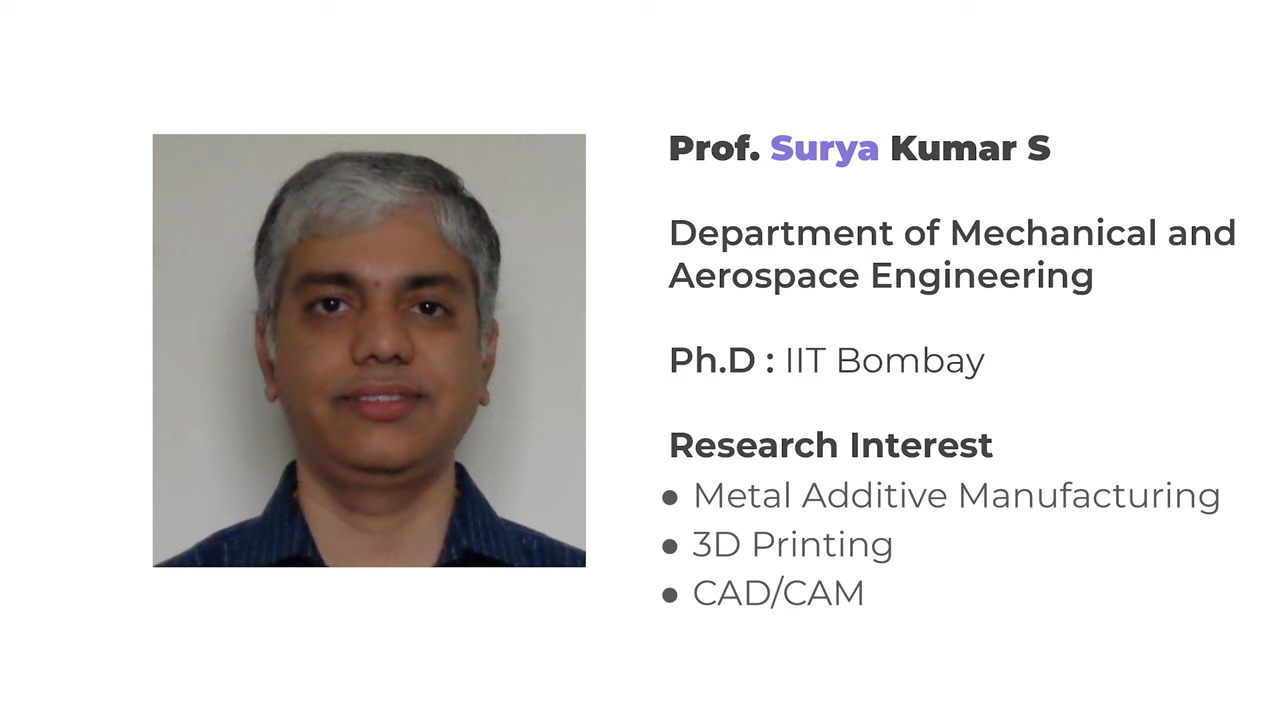 Prof. Surya Kumar S
Department of Mechanical and
Aerospace Engineering
Ph.D : IIT Bombay
Research Interest
● Metal Additive Manufacturing
● 3D Printing
● CAD/CAM